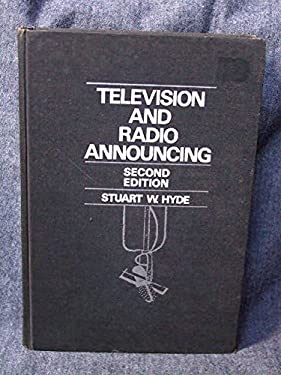 TELEVISION
AND
RADIO
ANNOUNCING
SECOND
EDITION
STUART W. HYDE